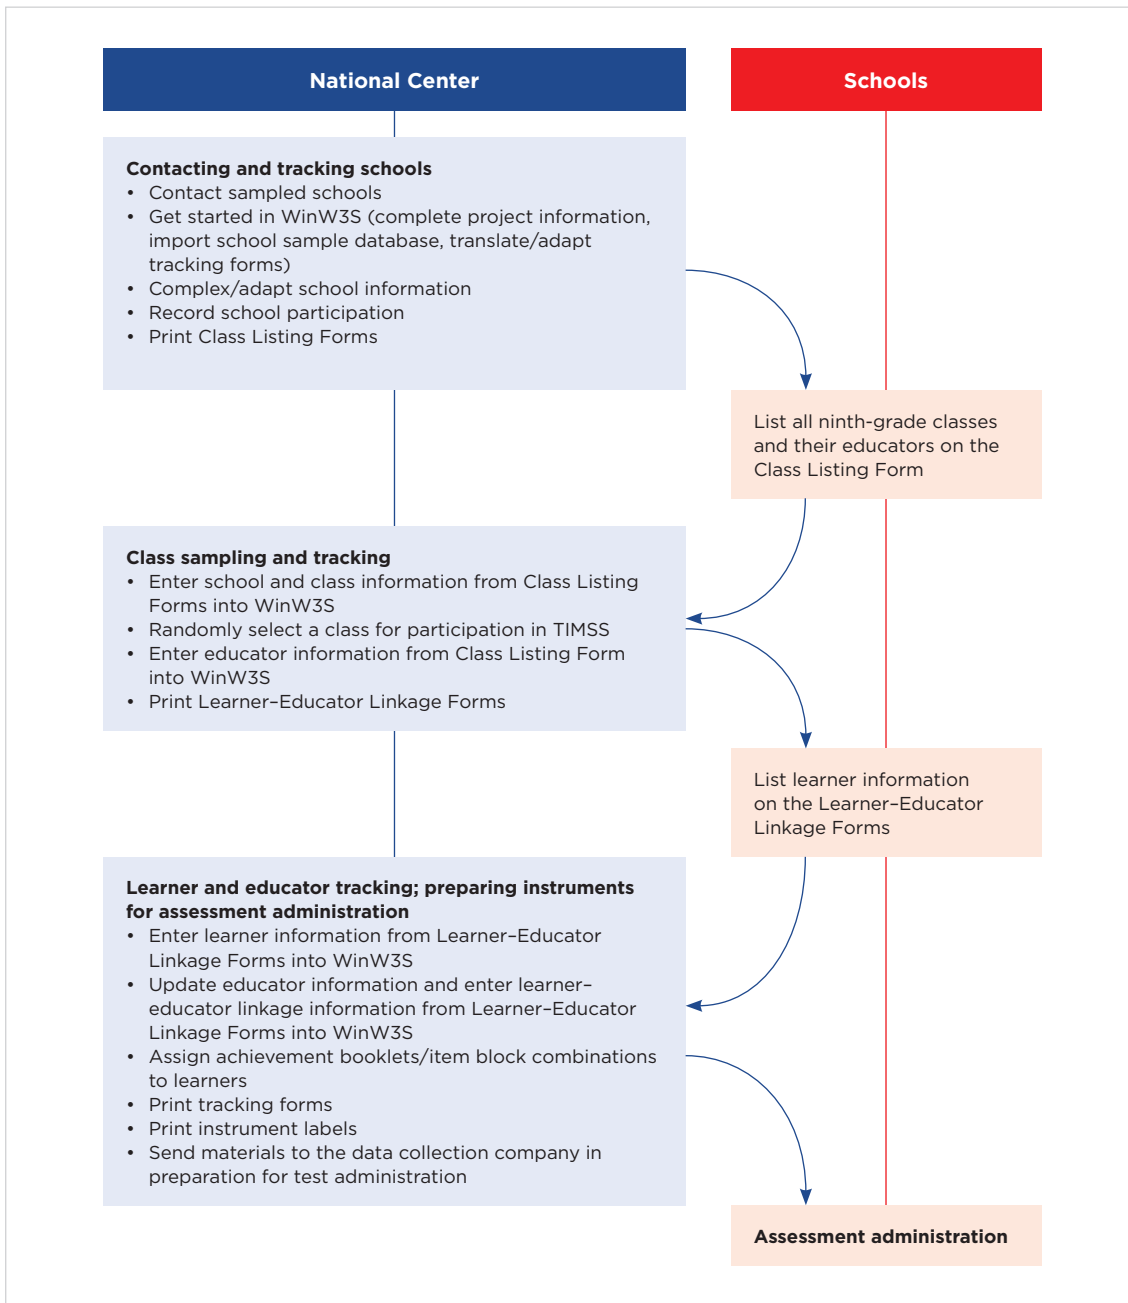 National Center
Schools
Contacting and tracking schools
• Contact sampled schools
• Get started in WinW3S (complete project information,
import school sample database, translate/adapt
tracking forms)
• Complex/adapt school information
• Record school participation
• Print Class Listing Forms
List all ninth-grade classes
and their educators on the
Class Listing Form
Class sampling and tracking
• Enter school and class information from Class Listing
Forms into WinW3S
• Randomly select a class for participation in TIMSS
• Enter educator information from Class Listing Form
into WinW3S
• Print Learner–Educator Linkage Forms
List learner information
on the Learner–Educator
Linkage Forms
Learner and educator tracking; preparing instruments
for assessment administration
• Enter learner information from Learner–Educator
Linkage Forms into WinW3S
• Update educator information and enter learner–
educator linkage information from Learner–Educator
Linkage Forms into WinW3S
• Assign achievement booklets/item block combinations
to learners
• Print tracking forms
• Print instrument labels
• Send materials to the data collection company in
preparation for test administration
Assessment administration